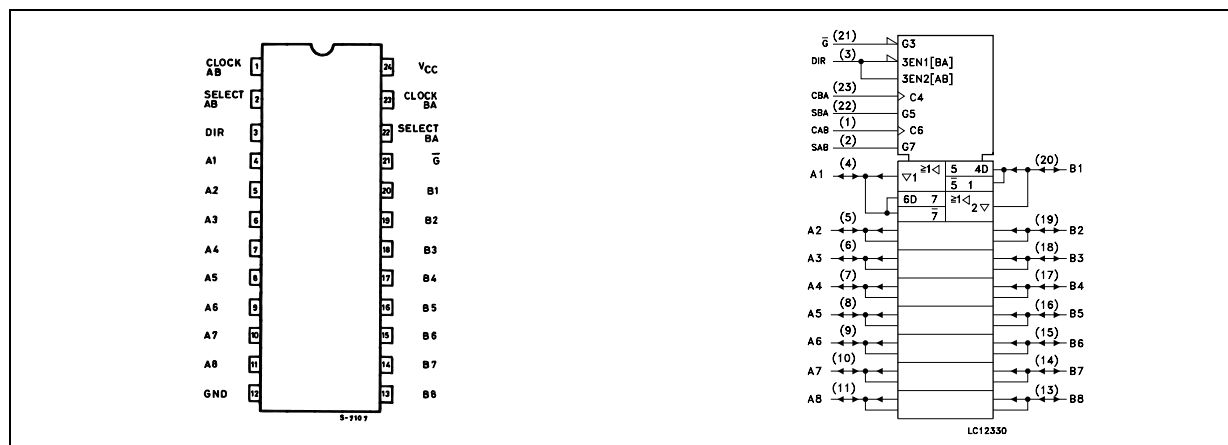 CLOCK AB 1 24 VCC
SELECT AB 2 23 CLOCK BA
DIR 3 22 SELECT BA
A1 4 21 G̅
A2 5 20 B1
A3 6 19 B2
A4 7 18 B3
A5 8 17 B4
A6 9 16 B5
A7 10 15 B6
A8 11 14 B7
GND 12 13 B8
S-7107
G̅ (21) G3
DIR (3) 3EN1[BA]
3EN2[AB]
CBA (23) C4
SBA (22) G5
CAB (1) C6
SAB (2) G7
A1 (4) ▽1 ≥1◁ 5 4D (20) B1
5̅ 1
6D 7 ≥1◁ 2▽
7̅
A2 (5) (19) B2
A3 (6) (18) B3
A4 (7) (17) B4
A5 (8) (16) B5
A6 (9) (15) B6
A7 (10) (14) B7
A8 (11) (13) B8
LC12330